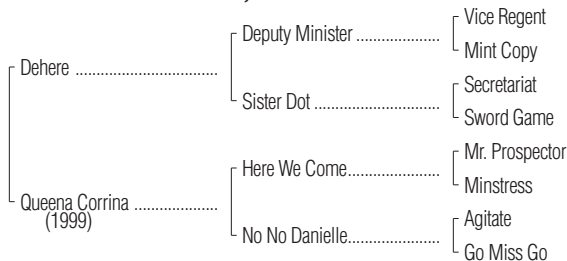 Vice Regent
Deputy Minister ..................
Mint Copy
Dehere ...............................
Secretariat
Sister Dot ...........................
Sword Game
Mr. Prospector
Here We Come....................
Minstress
Queena Corrina ..................
(1999)
Agitate
No No Danielle....................
Go Miss Go